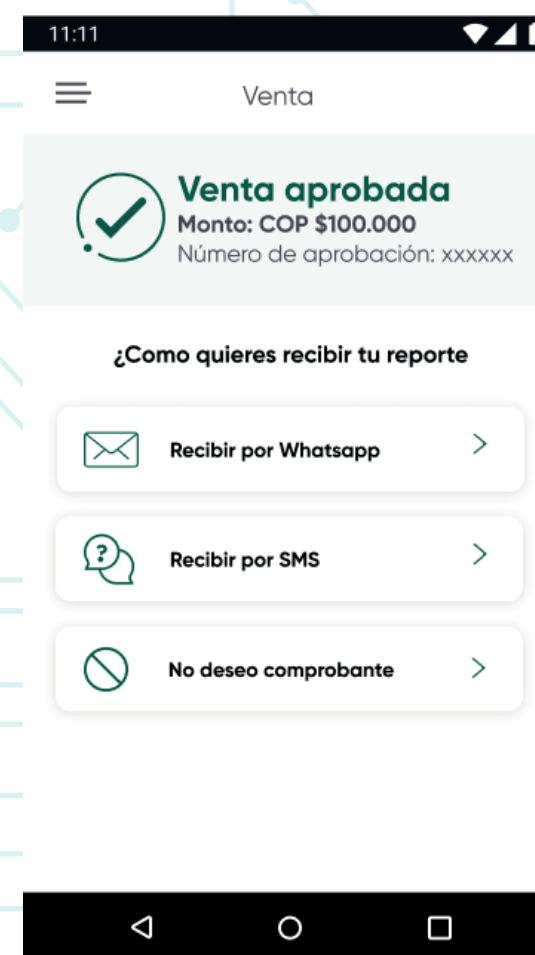 11:11
Venta
Venta aprobada
Monto: COP $100.000
Número de aprobación: xxxxxx
¿Como quieres recibir tu reporte
Recibir por Whatsapp
?
Recibir por SMS
No deseo comprobante